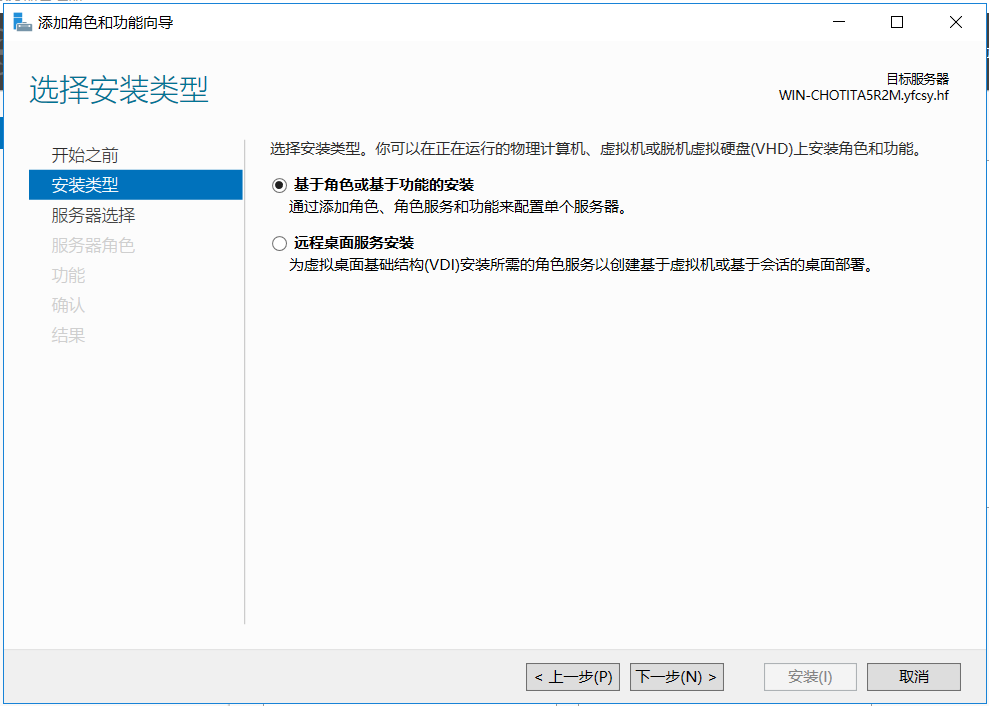 添加角色和功能向导
选择安装类型
目标服务器
WIN-CHOTITA5R2M.yfcsy.hf
开始之前
安装类型
服务器选择
服务器角色
功能
确认
结果
选择安装类型。你可以在正在运行的物理计算机、虚拟机或脱机虚拟硬盘(VHD)上安装角色和功能。
基于角色或基于功能的安装
通过添加角色、角色服务和功能来配置单个服务器。
远程桌面服务安装
为虚拟桌面基础结构(VDI)安装所需的角色服务以创建基于虚拟机或基于会话的桌面部署。
< 上一步(P)
下一步(N) >
安装(I)
取消